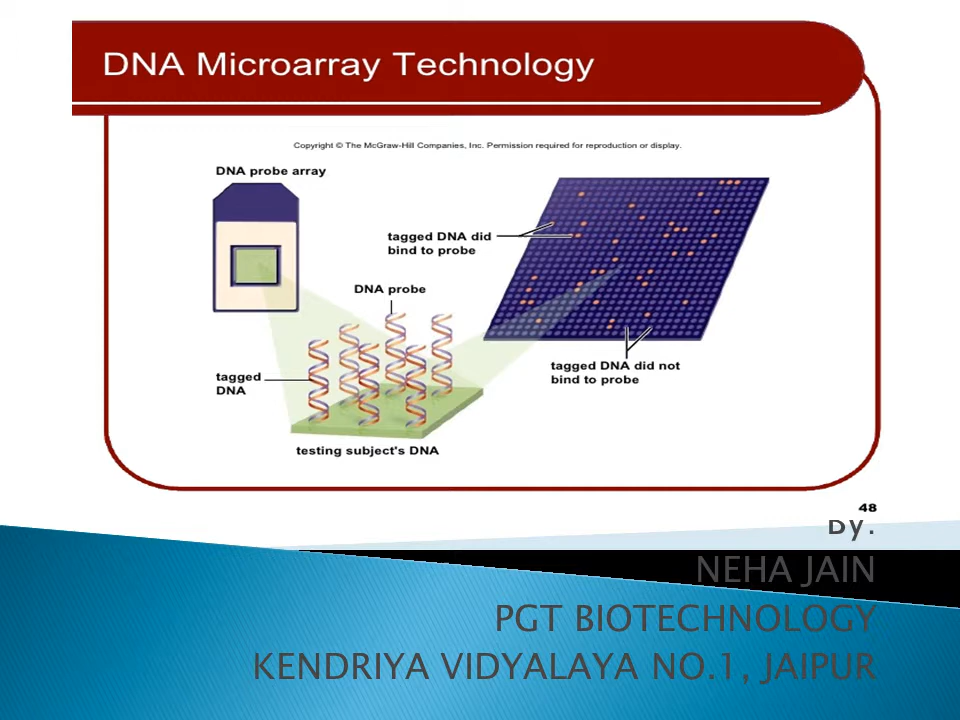 DNA Microarray Technology
Copyright © The McGraw-Hill Companies, Inc. Permission required for reproduction or display.
DNA probe array
tagged DNA did
bind to probe
DNA probe
tagged
DNA
tagged DNA did not
bind to probe
testing subject's DNA
48
By:
NEHA JAIN
PGT BIOTECHNOLOGY
KENDRIYA VIDYALAYA NO.1, JAIPUR